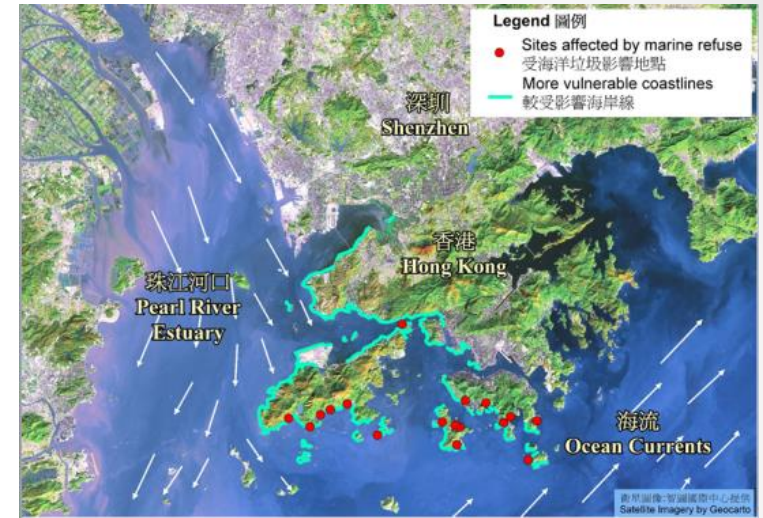 Legend 圖例
Sites affected by marine refuse
受海洋垃圾影響地點
More vulnerable coastlines
較受影響海岸線
深圳
Shenzhen
香港
Hong Kong
珠江河口
Pearl River
Estuary
海流
Ocean Currents
衛星圖像:智圖國際中心提供
Satellite Imagery by Geocarto